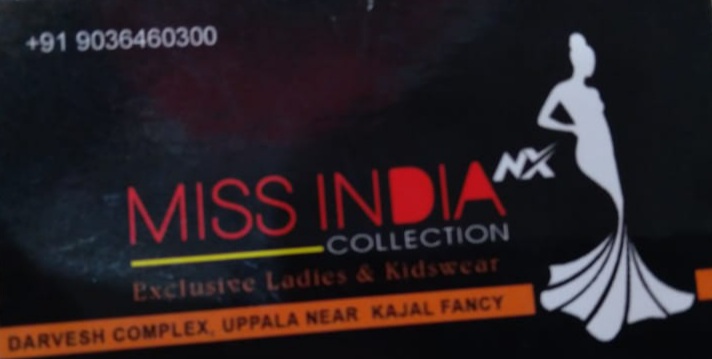 +91 9036460300
MISS INDIA NX
COLLECTION
Exclusive Ladies & Kidswear
DARVESH COMPLEX, UPPALA NEAR KAJAL FANCY